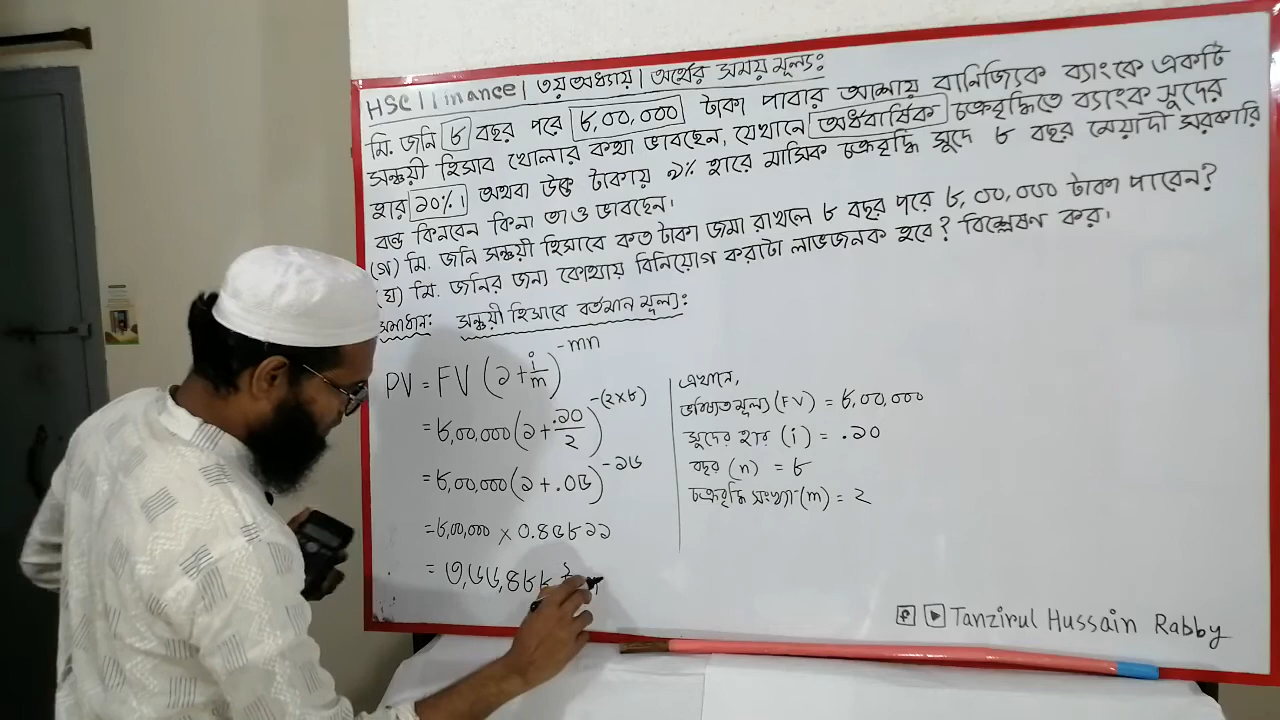 HSC Finance | ৩য় অধ্যায় | অর্থের সময় মূল্য:
মি. জনি ৮ বছর পরে ৮,০০,০০০ টাকা পাবার আশায় বানিজ্যিক ব্যাংকে একটি
সঞ্চয়ী হিসাব খোলার কথা ভাবছেন, যেখানে অর্ধবার্ষিক চক্রবৃদ্ধিতে ব্যাংক সুদের
হার ১০%। অথবা উক্ত টাকায় ৯% হারে মাসিক চক্রবৃদ্ধি সুদে ৮ বছর মেয়াদী সরকারি
বন্ড কিনবেন কিনা তাও ভাবছেন।
(গ) মি. জনি সঞ্চয়ী হিসাবে কত টাকা জমা রাখলে ৮ বছর পরে ৮,০০,০০০ টাকা পাবেন?
(ঘ) মি. জনির জন্য কোথায় বিনিয়োগ করাটা লাভজনক হবে? বিশ্লেষণ কর।
সমাধান: সঞ্চয়ী হিসাবে বর্তমান মূল্য:
PV = FV (১ + i/m)^-mn
= ৮,০০,০০০ (১ + .১০/২)^-(২×৮)
= ৮,০০,০০০ (১ + .০৫)^-১৬
= ৮,০০,০০০ × ০.৪৫৮১১
= ৩,৬৬,৪৮৮
এখানে,
ভবিষ্যত মূল্য (FV) = ৮,০০,০০০
সুদের হার (i) = .১০
বছর (n) = ৮
চক্রবৃদ্ধি সংখ্যা (m) = ২
Tanzirul Hussain Rabby